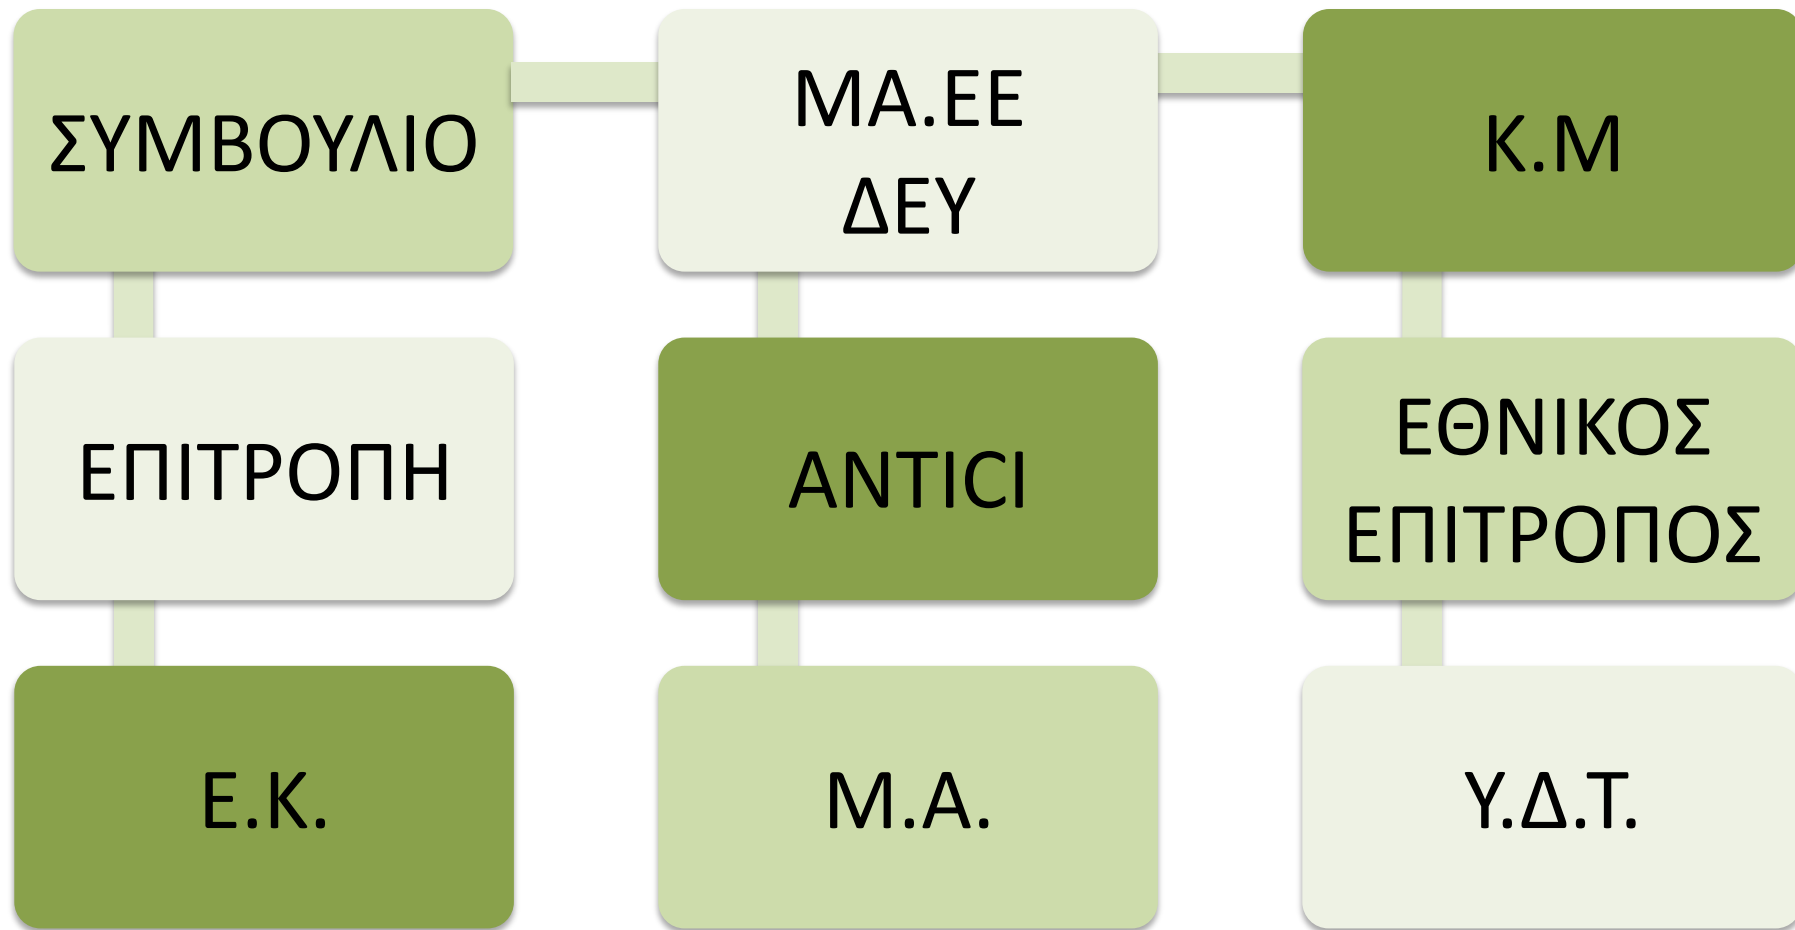 ΣΥΜΒΟΥΛΙΟ
ΜΑ.ΕΕ
ΔΕΥ
Κ.Μ
ΕΠΙΤΡΟΠΗ
ANTICI
ΕΘΝΙΚΟΣ
ΕΠΙΤΡΟΠΟΣ
Ε.Κ.
Μ.Α.
Υ.Δ.Τ.